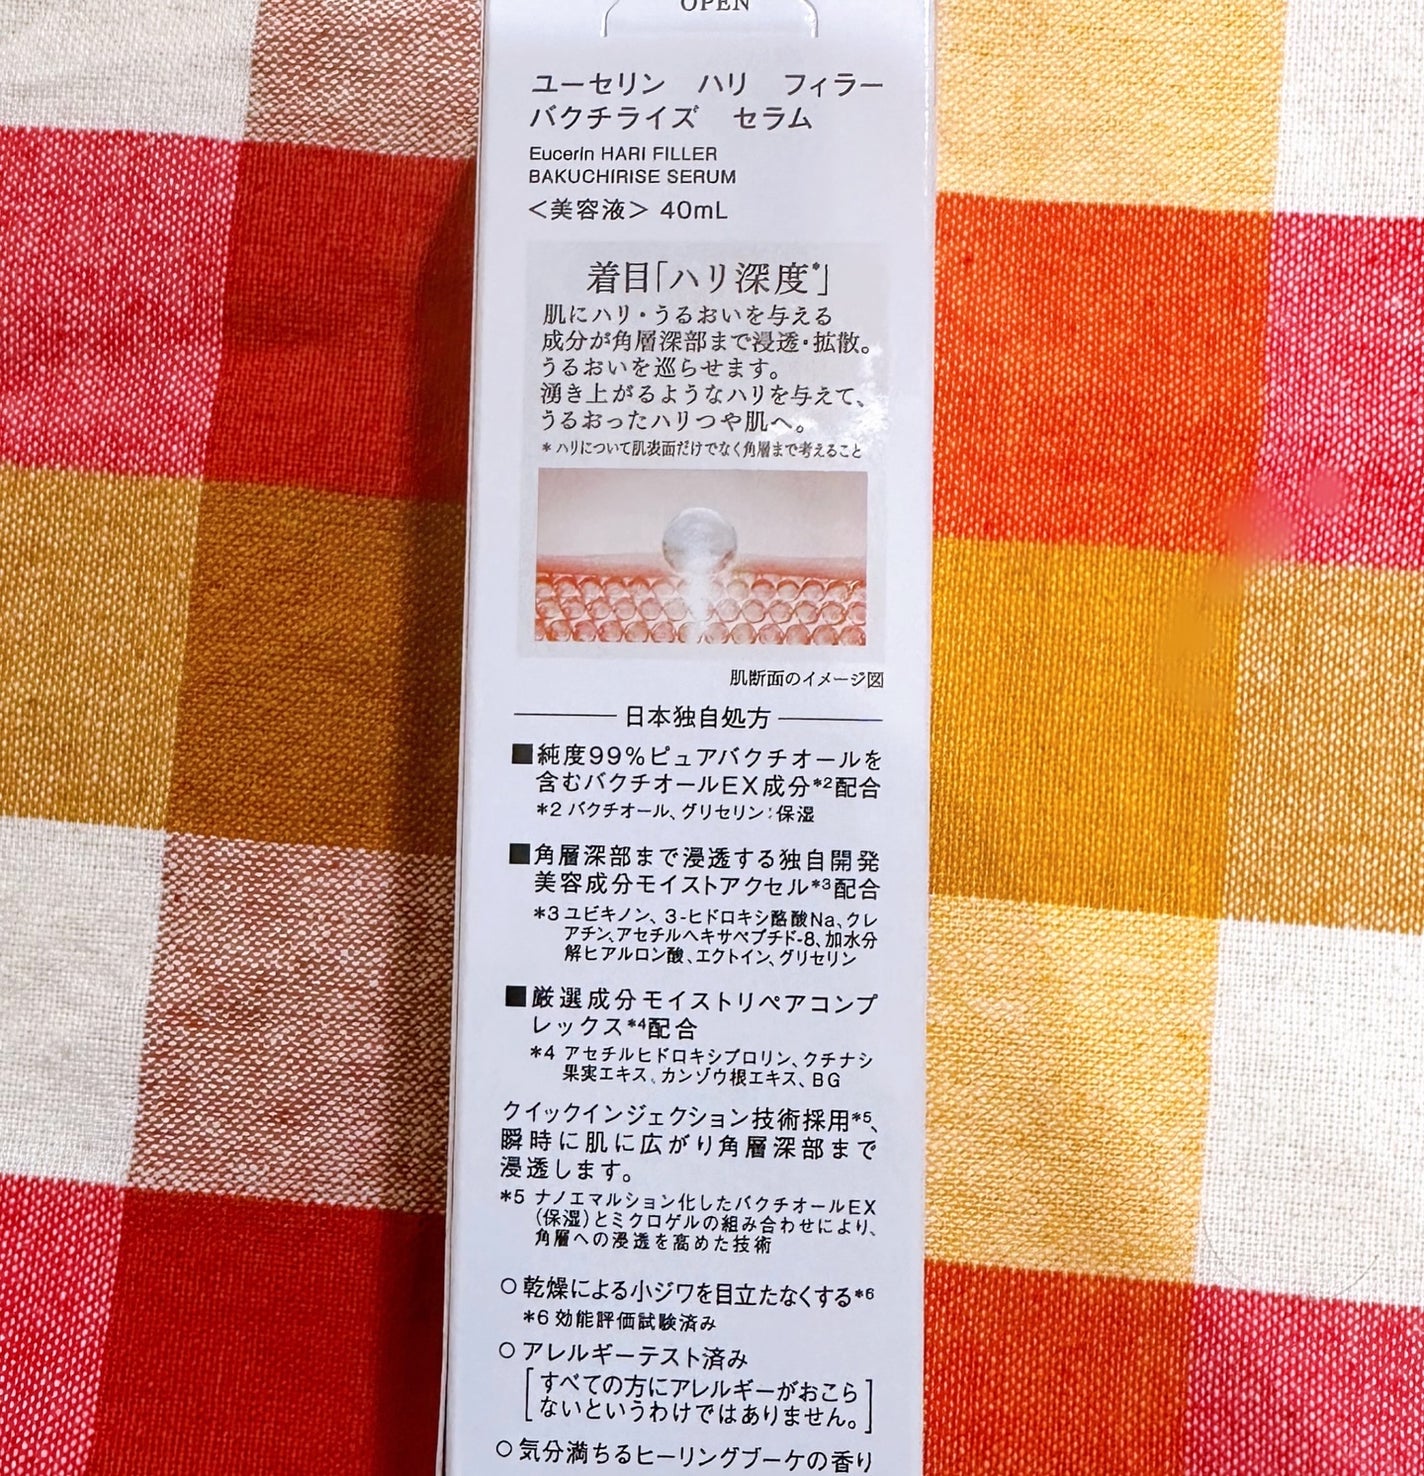 OPEN
ユーセリン ハリ フィラー
バクチライズ セラム
Eucerin HARI FILLER
BAKUCHIRISE SERUM
＜美容液＞ 40mL
着目「ハリ深度*」
肌にハリ・うるおいを与える
成分が角層深部まで浸透・拡散。
うるおいを巡らせます。
湧き上がるようなハリを与えて、
うるおったハリつや肌へ。
* ハリについて肌表面だけでなく角層まで考えること
肌断面のイメージ図
日本独自処方
■純度99%ピュアバクチオールを
含むバクチオールEX成分*2配合
*2 バクチオール、グリセリン:保湿
■角層深部まで浸透する独自開発
美容成分モイストアクセル*3配合
*3 ユビキノン、3-ヒドロキシ酪酸Na、クレ
アチン、アセチルヘキサペプチド-8、加水分
解ヒアルロン酸、エクトイン、グリセリン
■厳選成分モイストリペアコンプ
レックス*4配合
*4 アセチルヒドロキシプロリン、クチナシ
果実エキス、カンゾウ根エキス、BG
クイックインジェクション技術採用*5、
瞬時に肌に広がり角層深部まで
浸透します。
*5 ナノエマルション化したバクチオールEX
(保湿)とミクロゲルの組み合わせにより、
角層への浸透を高めた技術
○ 乾燥による小ジワを目立たなくする*6
*6 効能評価試験済み
○ アレルギーテスト済み
[すべての方にアレルギーがおこら
ないというわけではありません。]
○ 気分満ちるヒーリングブーケの香り